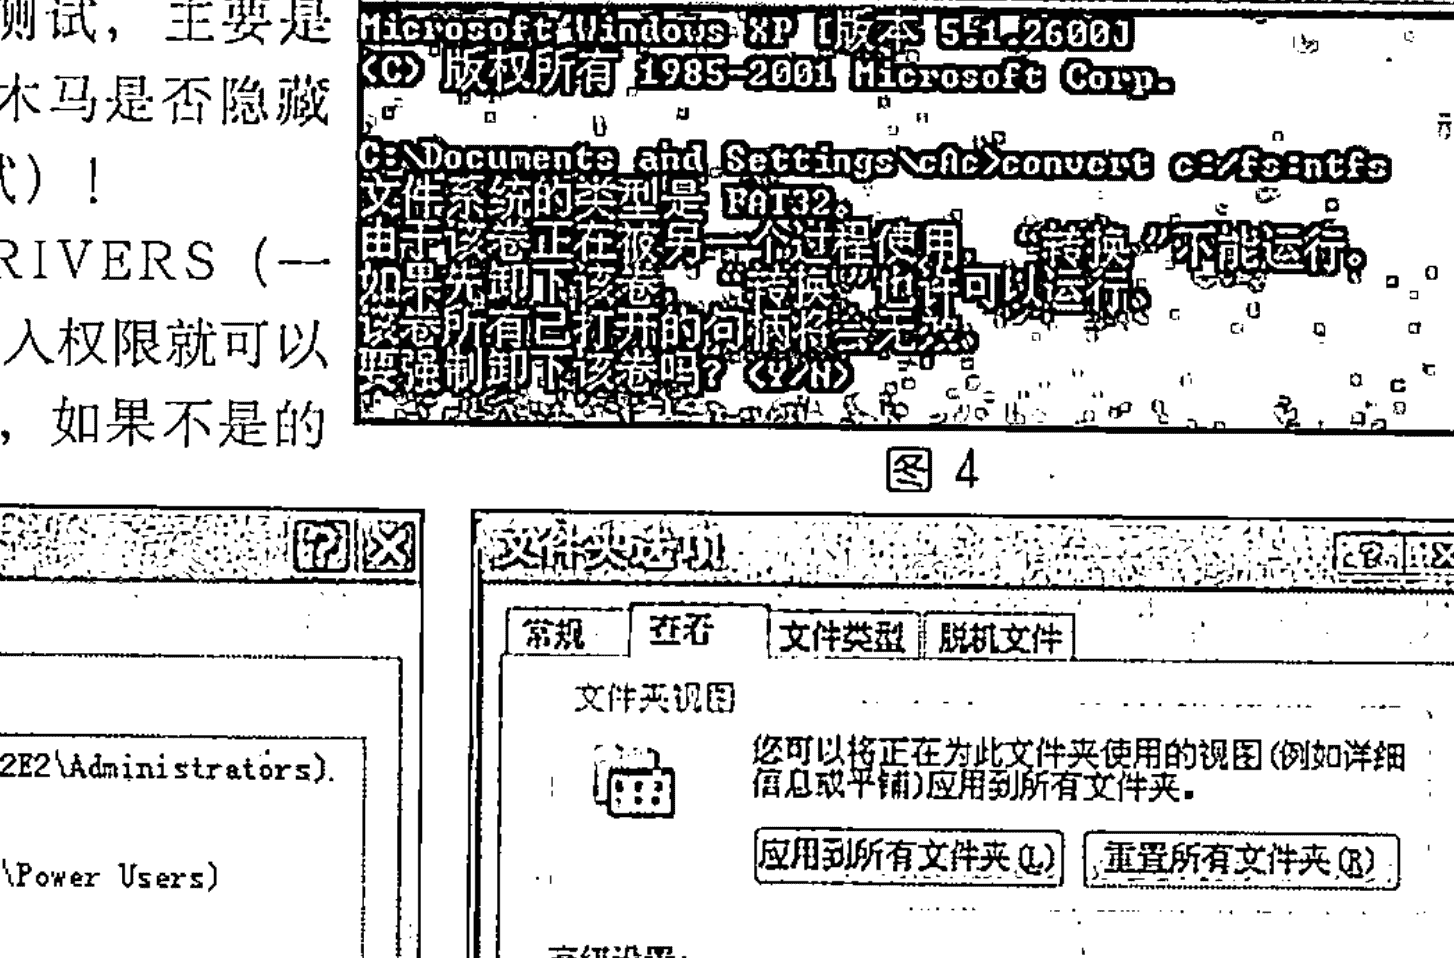 测试，主要是
木马是否隐藏
式）！
RIVERS（一
入权限就可以
，如果不是的
Microsoft Windows XP [版本 5.1.2600]
(C) 版权所有 1985-2001 Microsoft Corp.
C:\Documents and Settings\cAc>convert c:/fs:ntfs
文件系统的类型是 FAT32。
由于该卷正在被另一个过程使用，“转换”不能运行。
如果先卸下该卷，“转换”也许可以运行。
该卷所有已打开的句柄将会无效。
要强制卸下该卷吗? (Y/N)
图 4
2E2\Administrators).
\Power Users)
文件夹选项
常规 查看 文件类型 脱机文件
文件夹视图
您可以将正在为此文件夹使用的视图(例如详细
信息或平铺)应用到所有文件夹。
应用到所有文件夹(L) 重置所有文件夹(R)
高级设置: